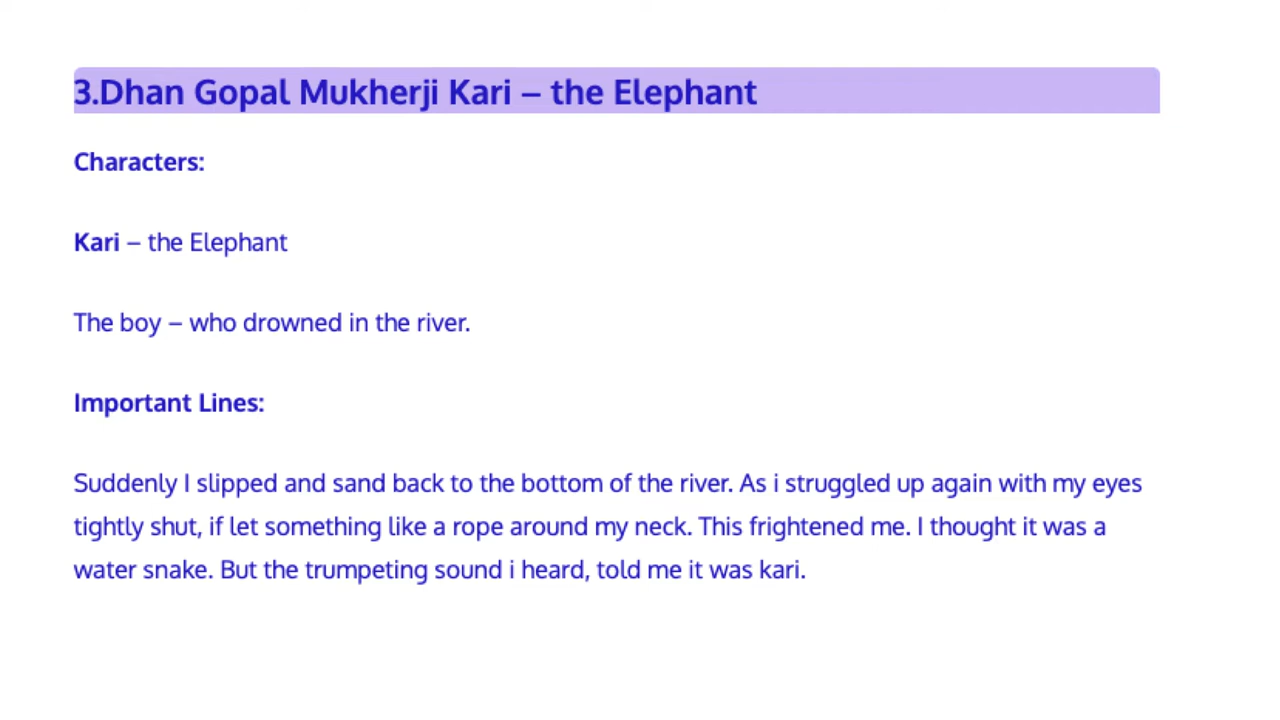 3.Dhan Gopal Mukherji Kari – the Elephant
Characters:
Kari – the Elephant
The boy – who drowned in the river.
Important Lines:
Suddenly I slipped and sand back to the bottom of the river. As i struggled up again with my eyes
tightly shut, if let something like a rope around my neck. This frightened me. I thought it was a
water snake. But the trumpeting sound i heard, told me it was kari.